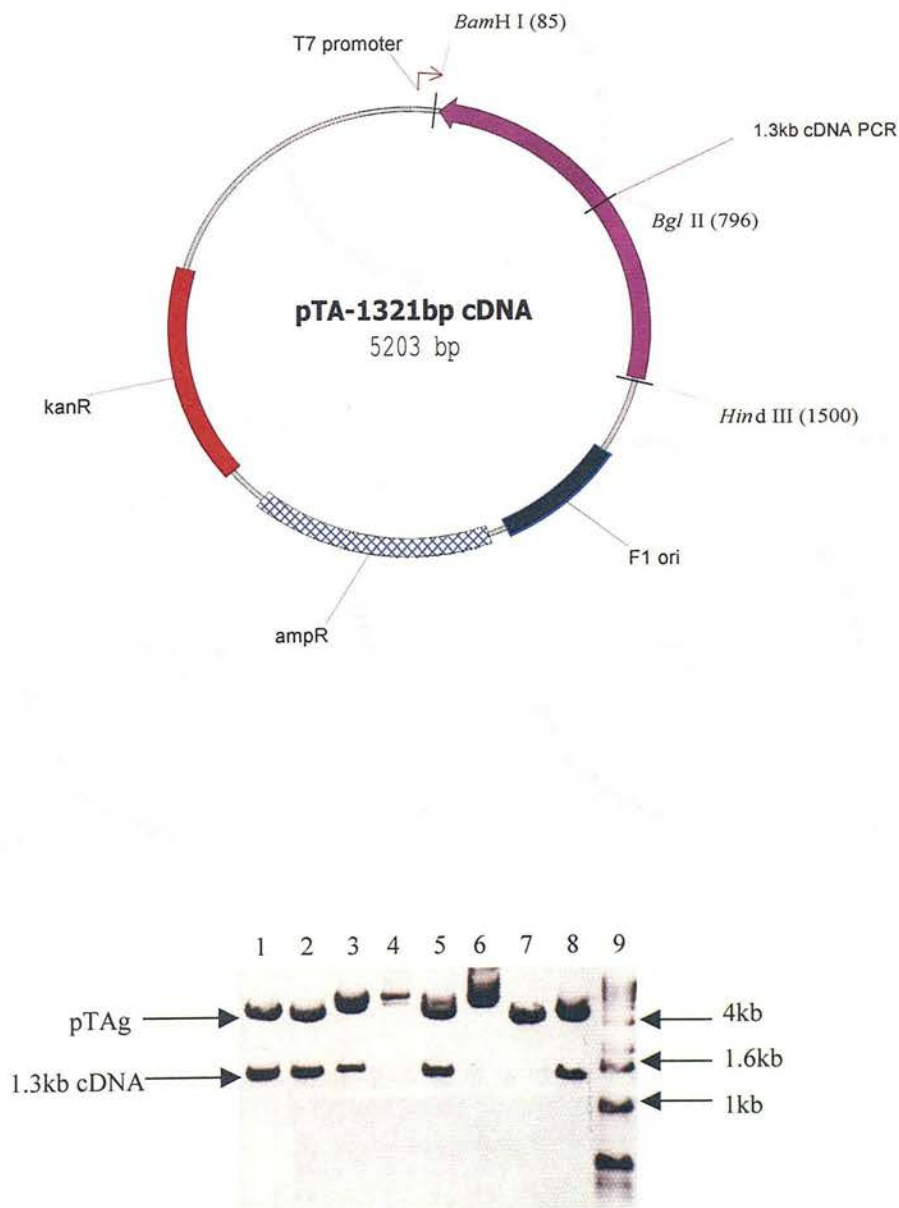 BamH I (85)
T7 promoter
1.3kb cDNA PCR
Bgl II (796)
pTA-1321bp cDNA
5203 bp
kanR
Hind III (1500)
F1 ori
ampR
1 2 3 4 5 6 7 8 9
pTAg
4kb
1.6kb
1.3kb cDNA
1kb